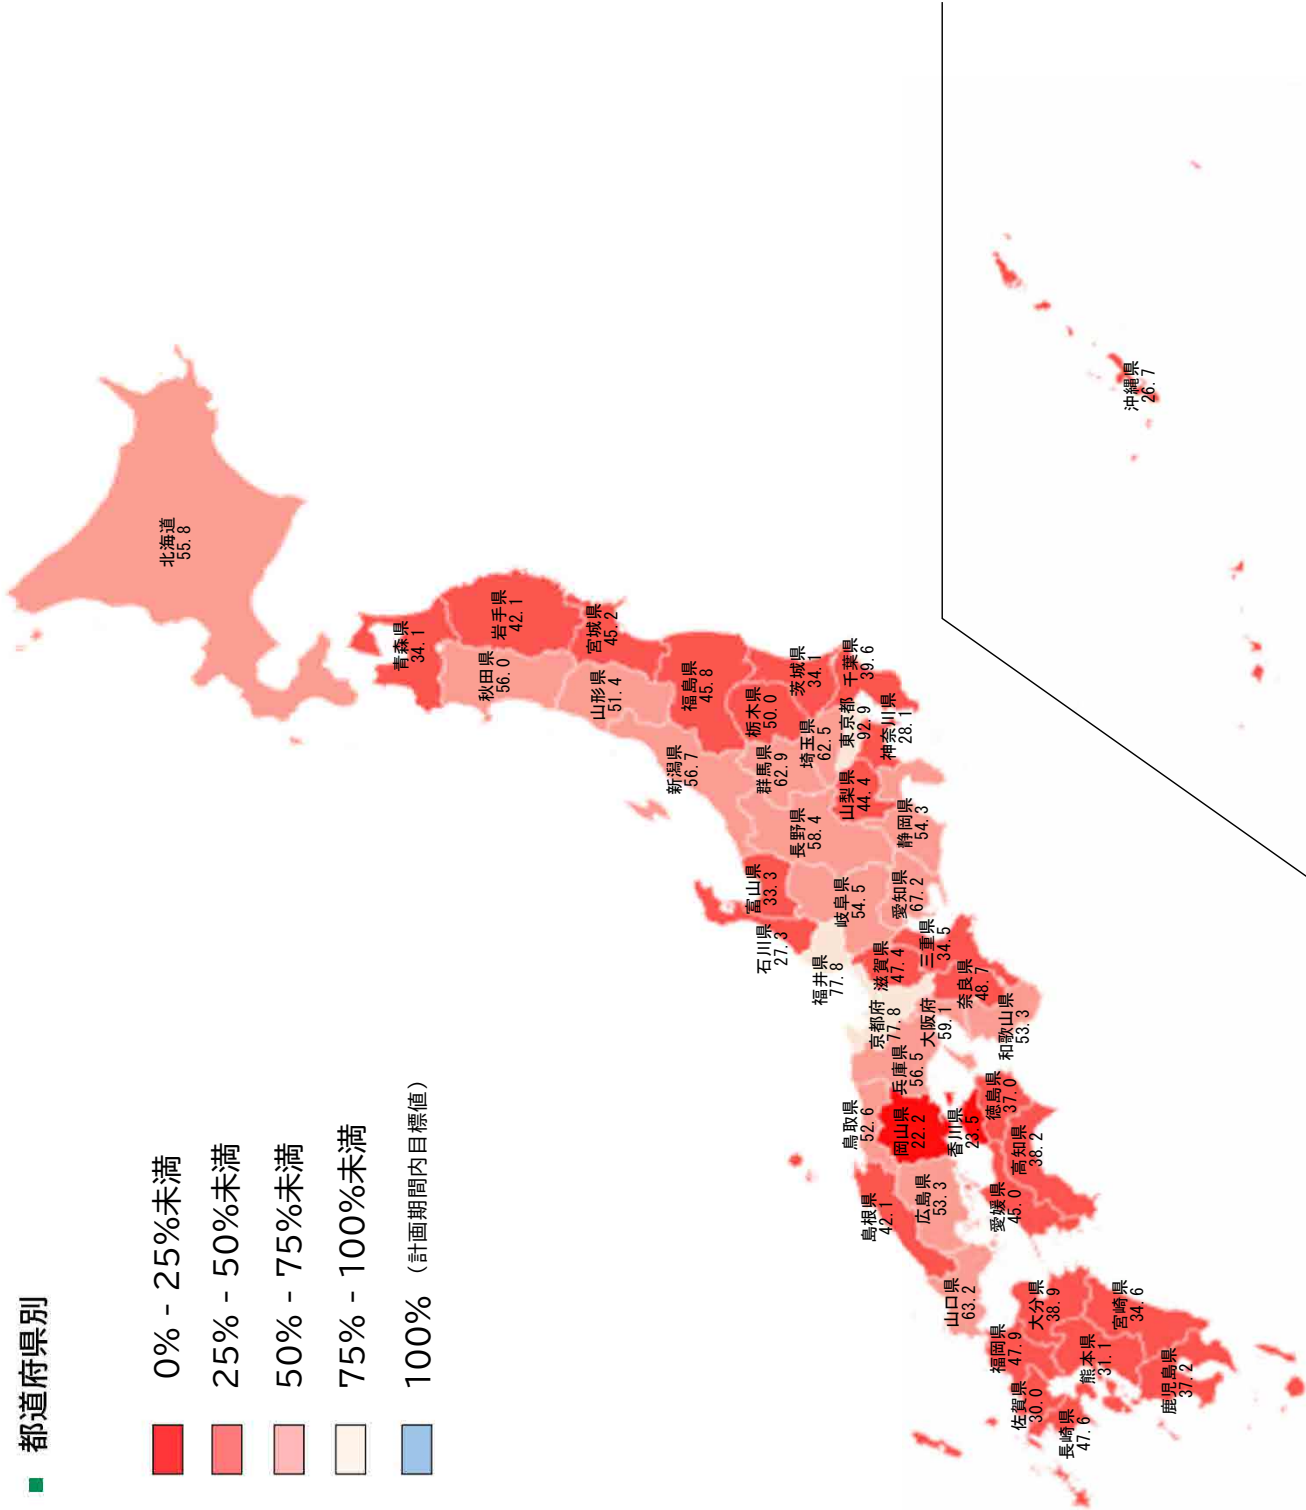 ■ 都道府県別
0% - 25%未満
25% - 50%未満
50% - 75%未満
75% - 100%未満
100%（計画期間内目標値）
北海道
55.8
青森県
34.1
岩手県
42.1
秋田県
56.0
宮城県
45.2
山形県
51.4
福島県
45.8
新潟県
56.7
栃木県
50.0
茨城県
34.1
群馬県
62.9
埼玉県
62.5
千葉県
39.6
東京都
92.9
神奈川県
28.1
山梨県
44.4
長野県
58.4
静岡県
54.3
富山県
33.3
石川県
27.3
岐阜県
54.5
愛知県
67.2
福井県
77.8
滋賀県
47.4
三重県
34.5
京都府
77.8
奈良県
48.7
大阪府
59.1
和歌山県
53.3
兵庫県
56.5
鳥取県
52.6
岡山県
22.2
島根県
42.1
広島県
53.3
山口県
63.2
香川県
23.5
徳島県
37.0
高知県
38.2
愛媛県
45.0
福岡県
47.9
大分県
38.9
佐賀県
30.0
長崎県
47.6
熊本県
31.1
宮崎県
34.6
鹿児島県
37.2
沖縄県
26.7